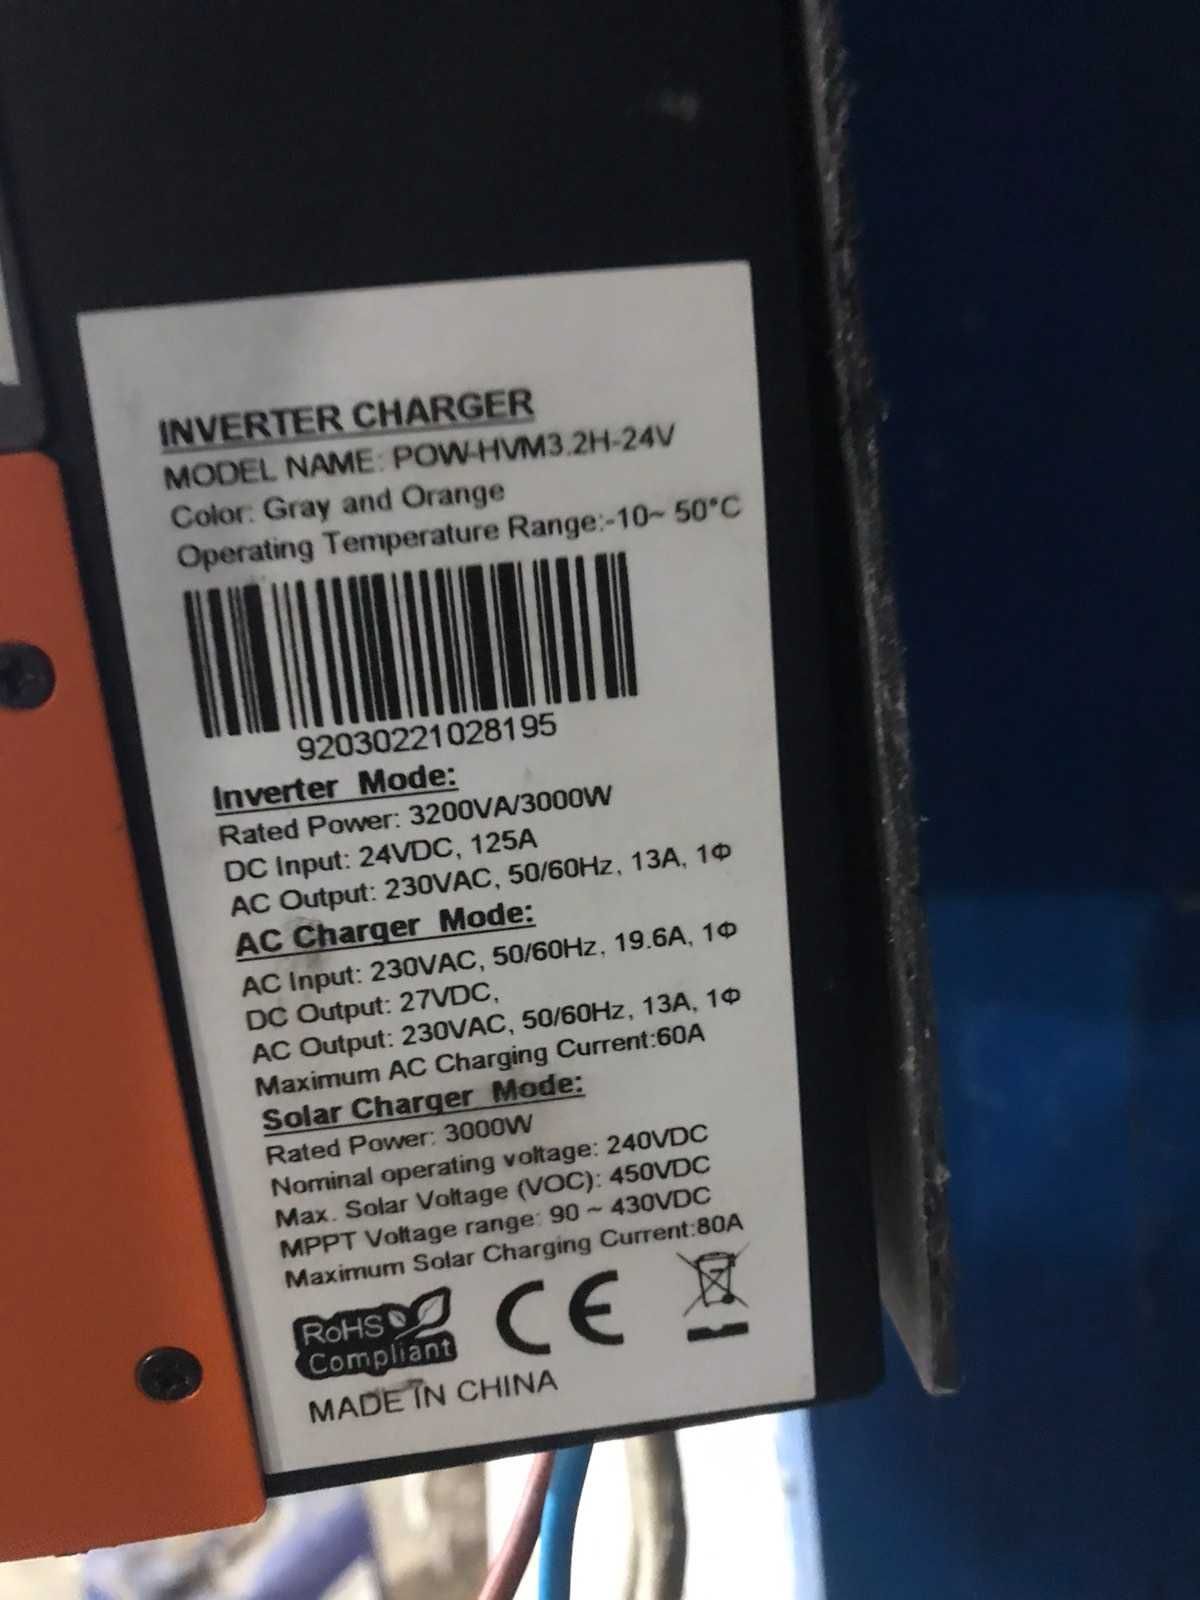 INVERTER CHARGER
MODEL NAME: POW-HVM3.2H-24V
Color: Gray and Orange
Operating Temperature Range:-10~ 50°C
92030221028195
Inverter Mode:
Rated Power: 3200VA/3000W
DC Input: 24VDC, 125A
AC Output: 230VAC, 50/60Hz, 13A, 1Φ
AC Charger Mode:
AC Input: 230VAC, 50/60Hz, 19.6A, 1Φ
DC Output: 27VDC,
AC Output: 230VAC, 50/60Hz, 13A, 1Φ
Maximum AC Charging Current:60A
Solar Charger Mode:
Rated Power: 3000W
Nominal operating voltage: 240VDC
Max. Solar Voltage (VOC): 450VDC
MPPT Voltage range: 90 ~ 430VDC
Maximum Solar Charging Current:80A
RoHS
Compliant
CE
MADE IN CHINA